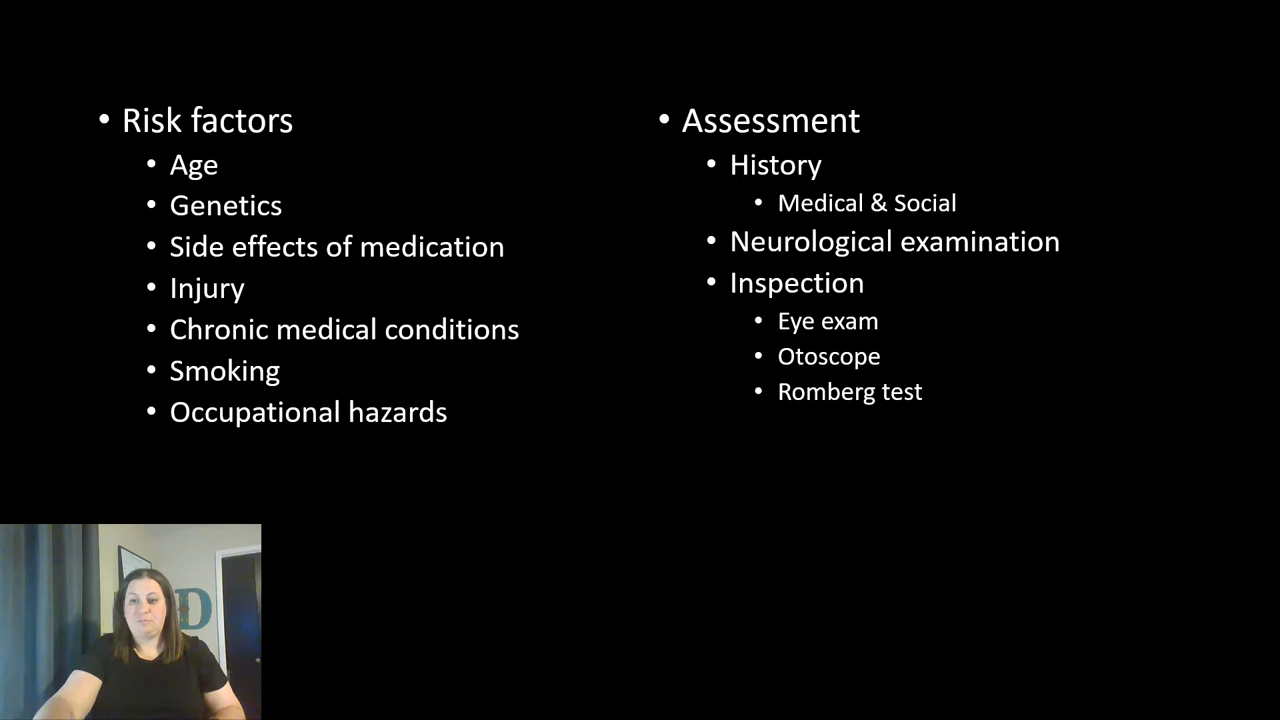 • Risk factors
• Age
• Genetics
• Side effects of medication
• Injury
• Chronic medical conditions
• Smoking
• Occupational hazards
• Assessment
• History
• Medical & Social
• Neurological examination
• Inspection
• Eye exam
• Otoscope
• Romberg test
D